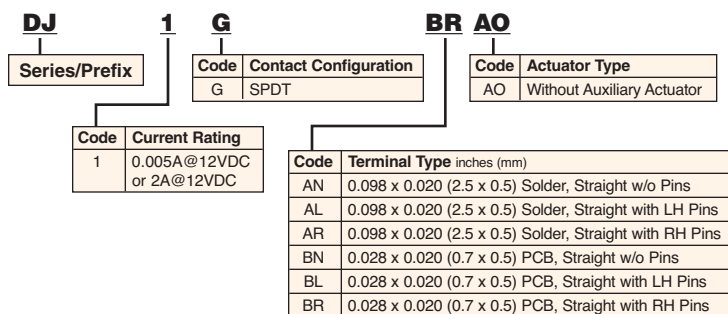 DJ 1 G BR AO
Series/Prefix
Code Contact Configuration
G SPDT
Code Actuator Type
AO Without Auxiliary Actuator
Code Current Rating
1 0.005A@12VDC
or 2A@12VDC
Code Terminal Type inches (mm)
AN 0.098 x 0.020 (2.5 x 0.5) Solder, Straight w/o Pins
AL 0.098 x 0.020 (2.5 x 0.5) Solder, Straight with LH Pins
AR 0.098 x 0.020 (2.5 x 0.5) Solder, Straight with RH Pins
BN 0.028 x 0.020 (0.7 x 0.5) PCB, Straight w/o Pins
BL 0.028 x 0.020 (0.7 x 0.5) PCB, Straight with LH Pins
BR 0.028 x 0.020 (0.7 x 0.5) PCB, Straight with RH Pins